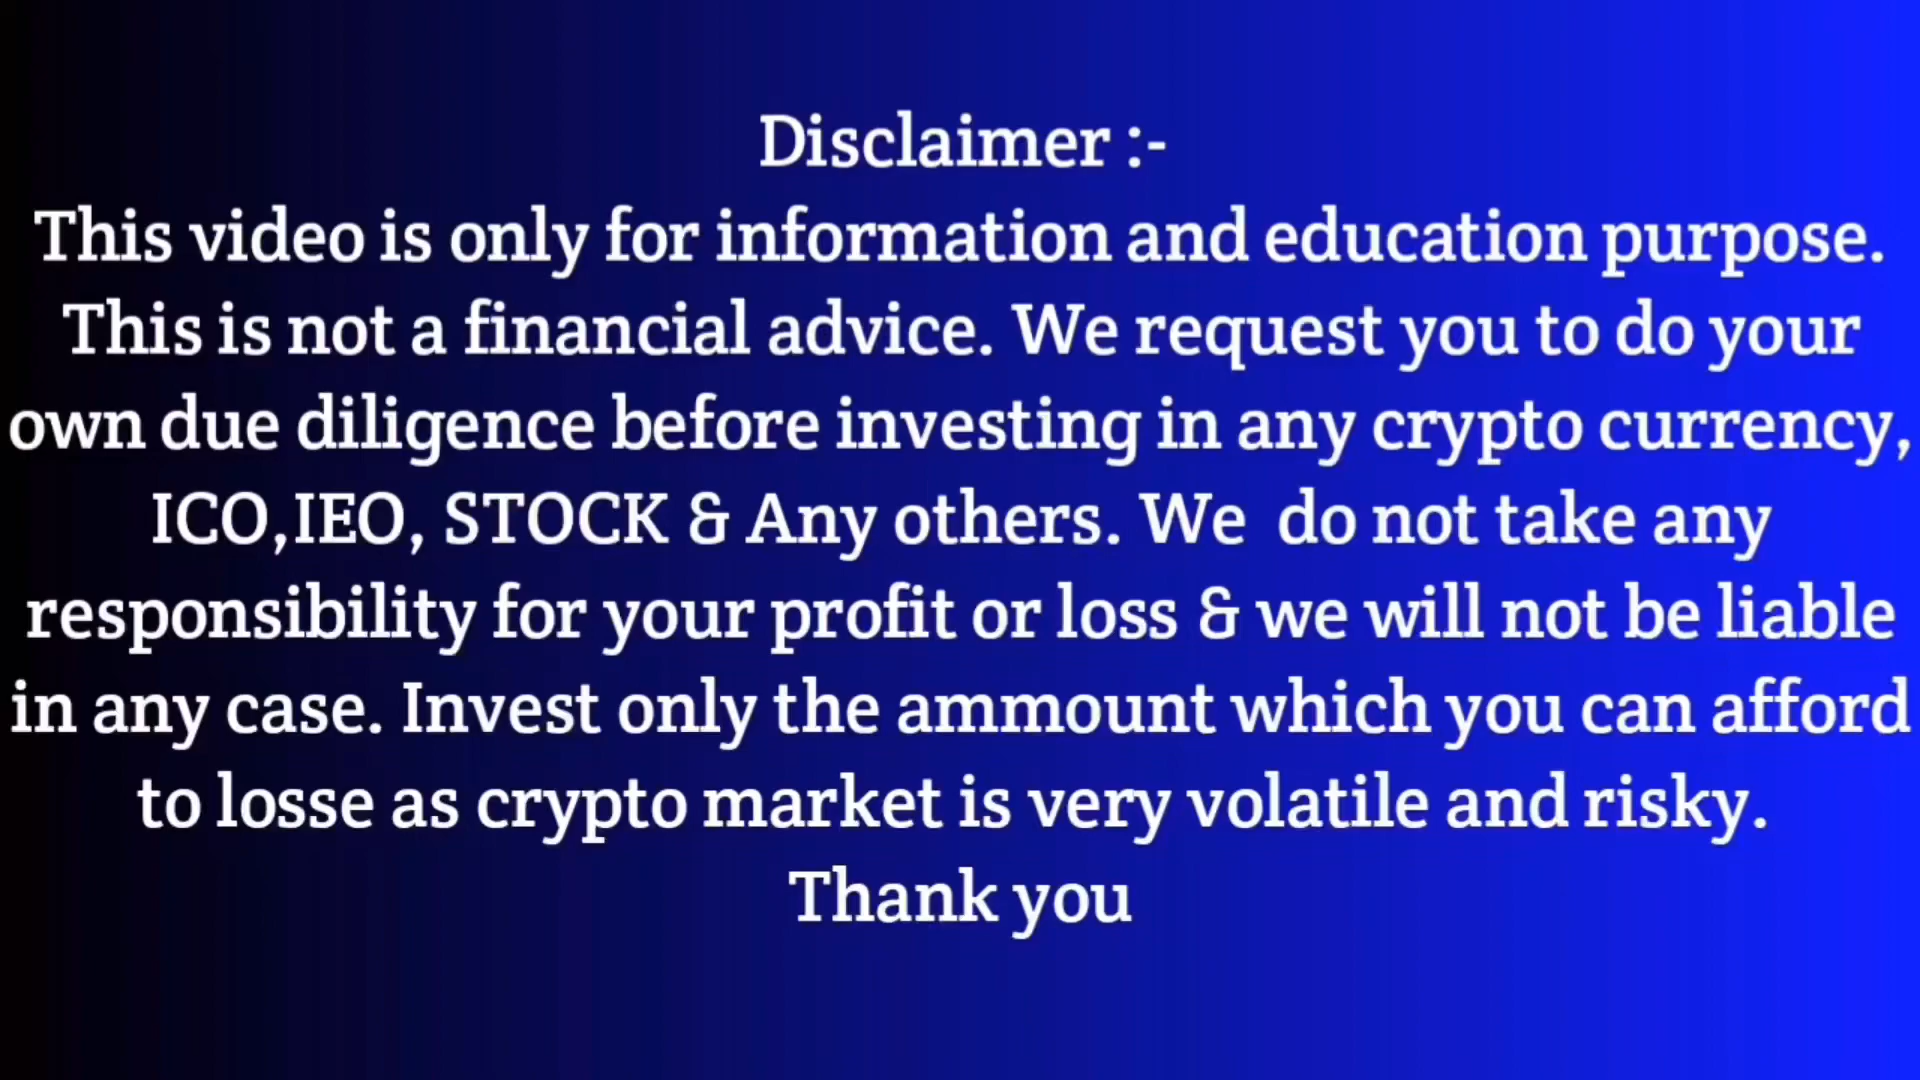 Disclaimer :-
This video is only for information and education purpose.
This is not a financial advice. We request you to do your
own due diligence before investing in any crypto currency,
ICO,IEO, STOCK & Any others. We  do not take any
responsibility for your profit or loss & we will not be liable
in any case. Invest only the ammount which you can afford
to losse as crypto market is very volatile and risky.
Thank you